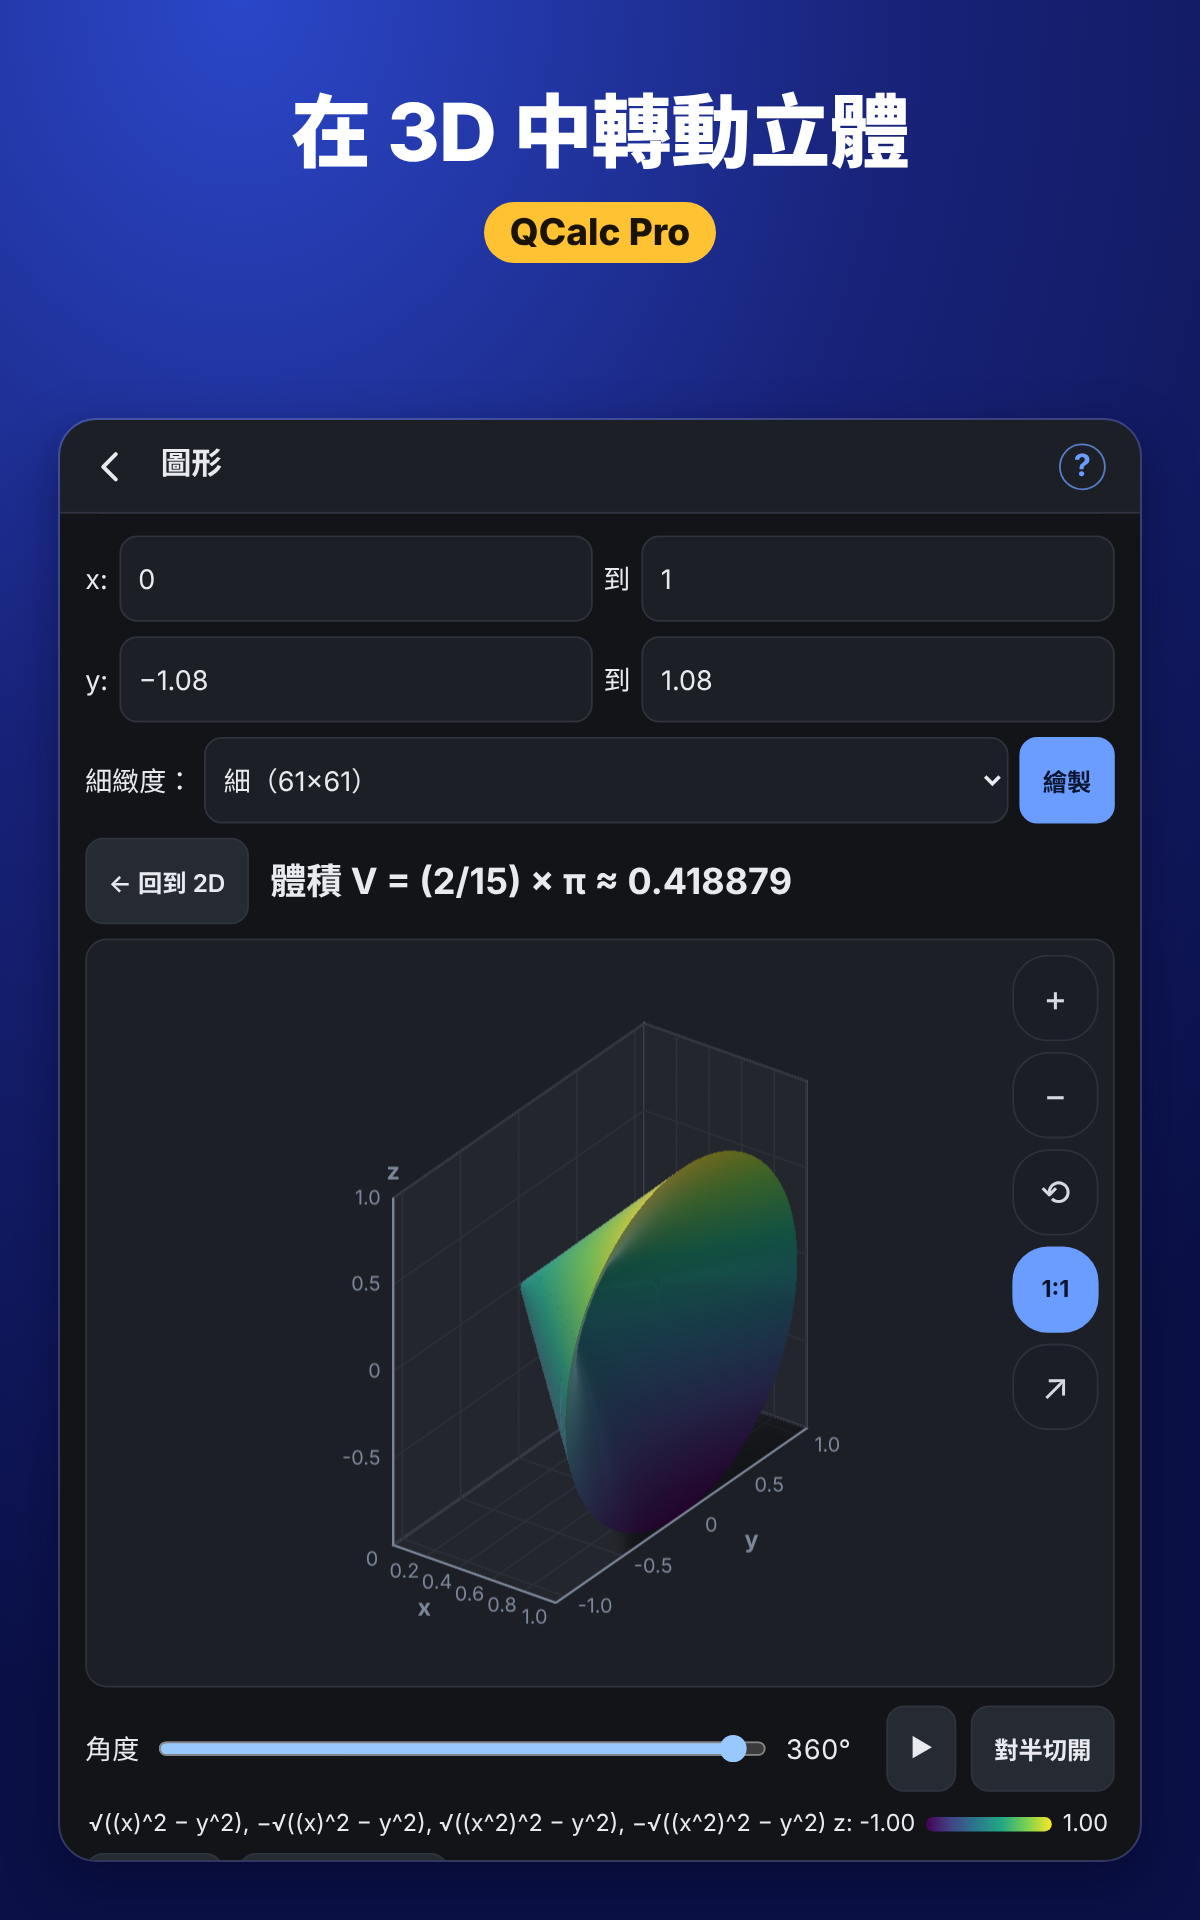 在 3D 中轉動立體
QCalc Pro
圖形
?
x: 0 到 1
y: −1.08 到 1.08
細緻度： 細（61×61） 繪製
← 回到 2D 體積 V = (2/15) × π ≈ 0.418879
+
−
⟲
1:1
↗
z
1.0
0.5
0
-0.5
0 0.2 0.4 0.6 0.8 1.0
x
-1.0 -0.5 0 0.5 1.0
y
角度 360° ▶ 對半切開
√((x)^2 − y^2), −√((x)^2 − y^2), √((x^2)^2 − y^2), −√((x^2)^2 − y^2) z: -1.00 1.00